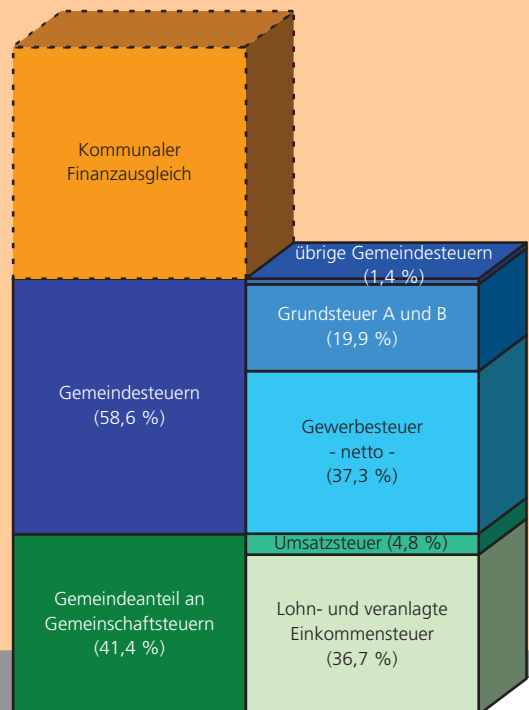 Kommunaler
Finanzausgleich
übrige Gemeindesteuern
(1,4 %)
Grundsteuer A und B
(19,9 %)
Gemeindesteuern
(58,6 %)
Gewerbesteuer
- netto -
(37,3 %)
Umsatzsteuer (4,8 %)
Gemeindeanteil an
Gemeinschaftsteuern
(41,4 %)
Lohn- und veranlagte
Einkommensteuer
(36,7 %)